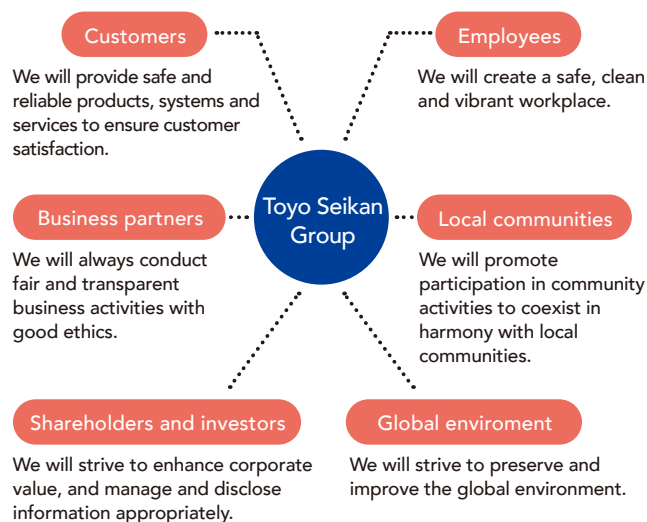 Customers
We will provide safe and
reliable products, systems and
services to ensure customer
satisfaction.
Employees
We will create a safe, clean
and vibrant workplace.
Toyo Seikan
Group
Business partners
We will always conduct
fair and transparent
business activities with
good ethics.
Local communities
We will promote
participation in community
activities to coexist in
harmony with local
communities.
Shareholders and investors
We will strive to enhance corporate
value, and manage and disclose
information appropriately.
Global enviroment
We will strive to preserve and
improve the global environment.